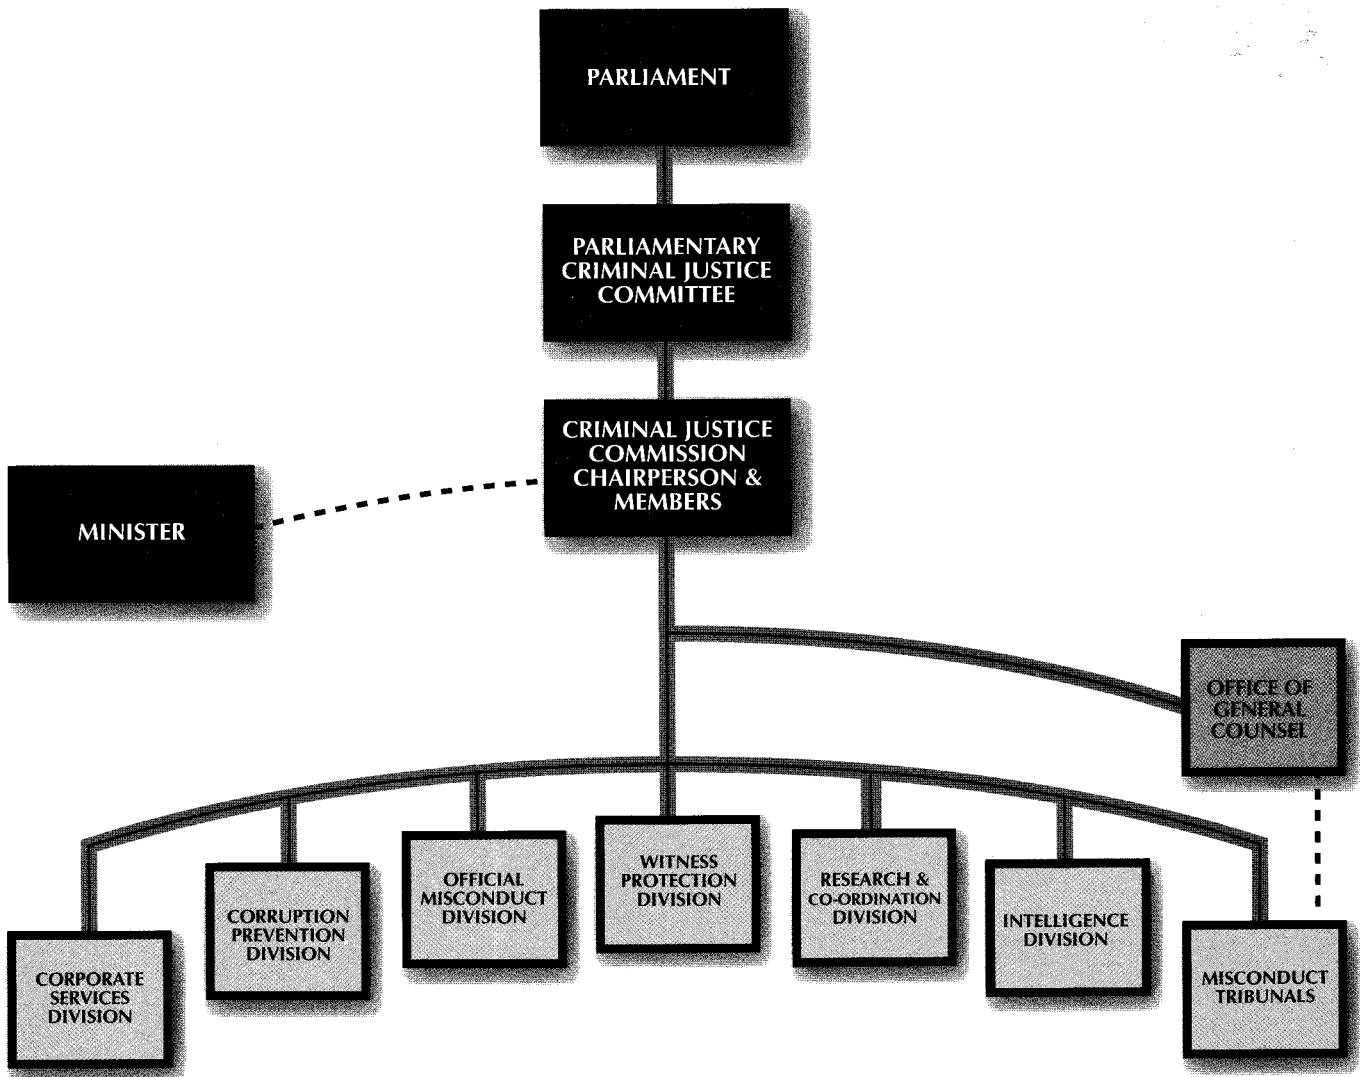 PARLIAMENT
PARLIAMENTARY
CRIMINAL JUSTICE
COMMITTEE
CRIMINAL JUSTICE
COMMISSION
CHAIRPERSON &
MEMBERS
MINISTER
OFFICE OF
GENERAL
COUNSEL
CORPORATE
SERVICES
DIVISION
CORRUPTION
PREVENTION
DIVISION
OFFICIAL
MISCONDUCT
DIVISION
WITNESS
PROTECTION
DIVISION
RESEARCH &
CO-ORDINATION
DIVISION
INTELLIGENCE
DIVISION
MISCONDUCT
TRIBUNALS